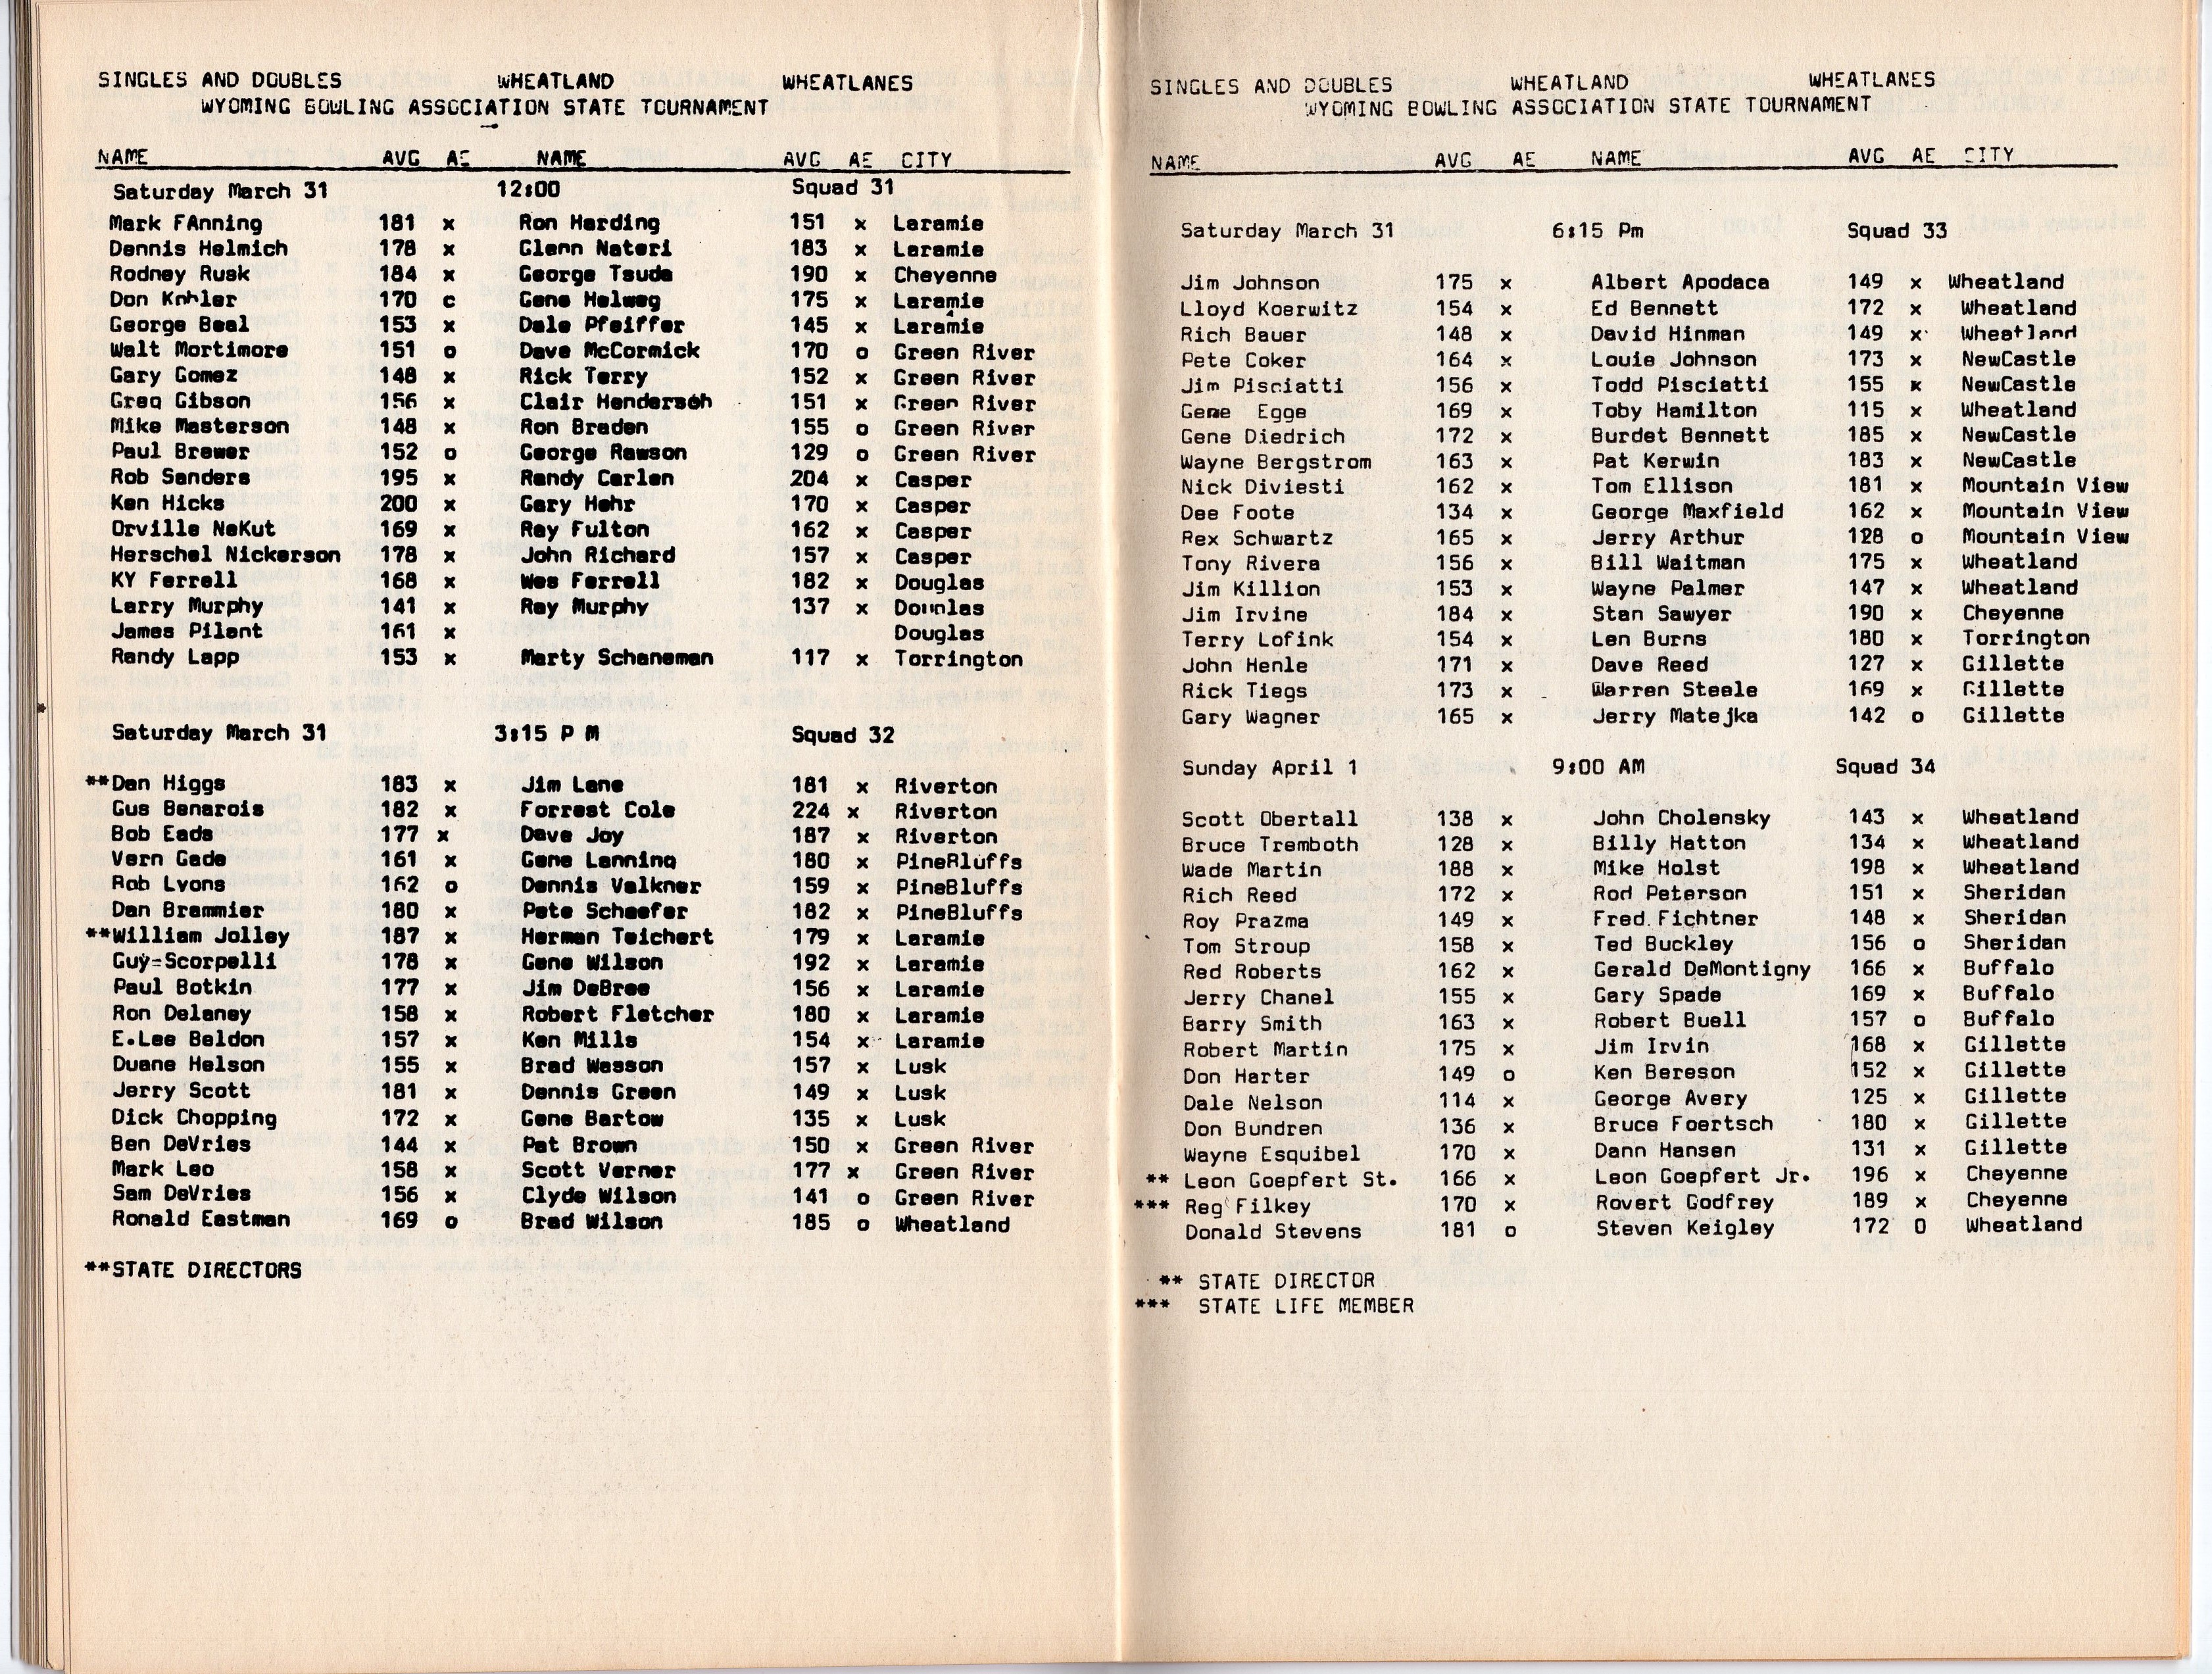 SINGLES AND DOUBLES WHEATLAND WHEATLANES
WYOMING BOWLING ASSOCIATION STATE TOURNAMENT
NAME AVG AE NAME AVG AE CITY
Saturday March 31 12:00 Squad 31
Mark FAnning 181 x Ron Harding 151 x Laramie
Dennis Helmich 178 x Glenn Nateri 183 x Laramie
Rodney Rusk 184 x George Tsuda 190 x Cheyenne
Don Kohler 170 c Gene Helweg 175 x Laramie
George Beal 153 x Dale Pfeiffer 145 x Laramie
Walt Mortimore 151 o Dave McCormick 170 o Green River
Gary Gomez 148 x Rick Terry 152 x Green River
Greg Gibson 156 x Clair Henderson 151 x Green River
Mike Masterson 148 x Ron Braden 155 o Green River
Paul Brewer 152 o George Rawson 129 o Green River
Rob Sanders 195 x Randy Carlen 204 x Casper
Ken Hicks 200 x Gary Hehr 170 x Casper
Orville NeKut 169 x Ray Fulton 162 x Casper
Herschel Nickerson 178 x John Richard 157 x Casper
KY Ferrell 168 x Wes Ferrell 182 x Douglas
Larry Murphy 141 x Ray Murphy 137 x Douglas
James Pilant 161 x Douglas
Randy Lapp 153 x Marty Schaneman 117 x Torrington
Saturday March 31 3:15 P M Squad 32
**Dan Higgs 183 x Jim Lane 181 x Riverton
Gus Benarois 182 x Forrest Cole 224 x Riverton
Bob Eads 177 x Dave Joy 187 x Riverton
Vern Gade 161 x Gene Lanning 180 x PineBluffs
Rob Lyons 162 o Dennis Valkner 159 x PineBluffs
Dan Brammier 180 x Pete Schaefer 182 x PineBluffs
**William Jolley 187 x Herman Teichert 179 x Laramie
Guy=Scorpelli 178 x Gene Wilson 192 x Laramie
Paul Botkin 177 x Jim DeBree 156 x Laramie
Ron Delaney 158 x Robert Fletcher 180 x Laramie
E.Lee Beldon 157 x Ken Mills 154 x Laramie
Duane Helson 155 x Brad Wasson 157 x Lusk
Jerry Scott 181 x Dennis Green 149 x Lusk
Dick Chopping 172 x Gene Bartow 135 x Lusk
Ben DeVries 144 x Pat Brown 150 x Green River
Mark Leo 158 x Scott Verner 177 x Green River
Sam DeVries 156 x Clyde Wilson 141 o Green River
Ronald Eastman 169 o Brad Wilson 185 o Wheatland
**STATE DIRECTORS
SINGLES AND DOUBLES WHEATLAND WHEATLANES
WYOMING BOWLING ASSOCIATION STATE TOURNAMENT
NAME AVG AE NAME AVG AE CITY
Saturday March 31 6:15 Pm Squad 33
Jim Johnson 175 x Albert Apodaca 149 x Wheatland
Lloyd Koerwitz 154 x Ed Bennett 172 x Wheatland
Rich Bauer 148 x David Hinman 149 x Wheatland
Pete Coker 164 x Louie Johnson 173 x NewCastle
Jim Pisciatti 156 x Todd Pisciatti 155 x NewCastle
Gene Egge 169 x Toby Hamilton 115 x Wheatland
Gene Diedrich 172 x Burdet Bennett 185 x NewCastle
Wayne Bergstrom 163 x Pat Kerwin 183 x NewCastle
Nick Diviesti 162 x Tom Ellison 181 x Mountain View
Dee Foote 134 x George Maxfield 162 x Mountain View
Rex Schwartz 165 x Jerry Arthur 128 o Mountain View
Tony Rivera 156 x Bill Waitman 175 x Wheatland
Jim Killion 153 x Wayne Palmer 147 x Wheatland
Jim Irvine 184 x Stan Sawyer 190 x Cheyenne
Terry Lofink 154 x Len Burns 180 x Torrington
John Henle 171 x Dave Reed 127 x Gillette
Rick Tiegs 173 x Warren Steele 169 x Gillette
Gary Wagner 165 x Jerry Matejka 142 o Gillette
Sunday April 1 9:00 AM Squad 34
Scott Obertall 138 x John Cholensky 143 x Wheatland
Bruce Tremboth 128 x Billy Hatton 134 x Wheatland
Wade Martin 188 x Mike Holst 198 x Wheatland
Rich Reed 172 x Rod Peterson 151 x Sheridan
Roy Prazma 149 x Fred Fichtner 148 x Sheridan
Tom Stroup 158 x Ted Buckley 156 o Sheridan
Red Roberts 162 x Gerald DeMontigny 166 x Buffalo
Jerry Chanel 155 x Gary Spade 169 x Buffalo
Barry Smith 163 x Robert Buell 157 o Buffalo
Robert Martin 175 x Jim Irvin 168 x Gillette
Don Harter 149 o Ken Bereson 152 x Gillette
Dale Nelson 114 x George Avery 125 x Gillette
Don Bundren 136 x Bruce Foertsch 180 x Gillette
Wayne Esquibel 170 x Dann Hansen 131 x Gillette
** Leon Goepfert St. 166 x Leon Goepfert Jr. 196 x Cheyenne
*** Reg Filkey 170 x Rovert Godfrey 189 x Cheyenne
Donald Stevens 181 o Steven Keigley 172 O Wheatland
** STATE DIRECTOR
*** STATE LIFE MEMBER